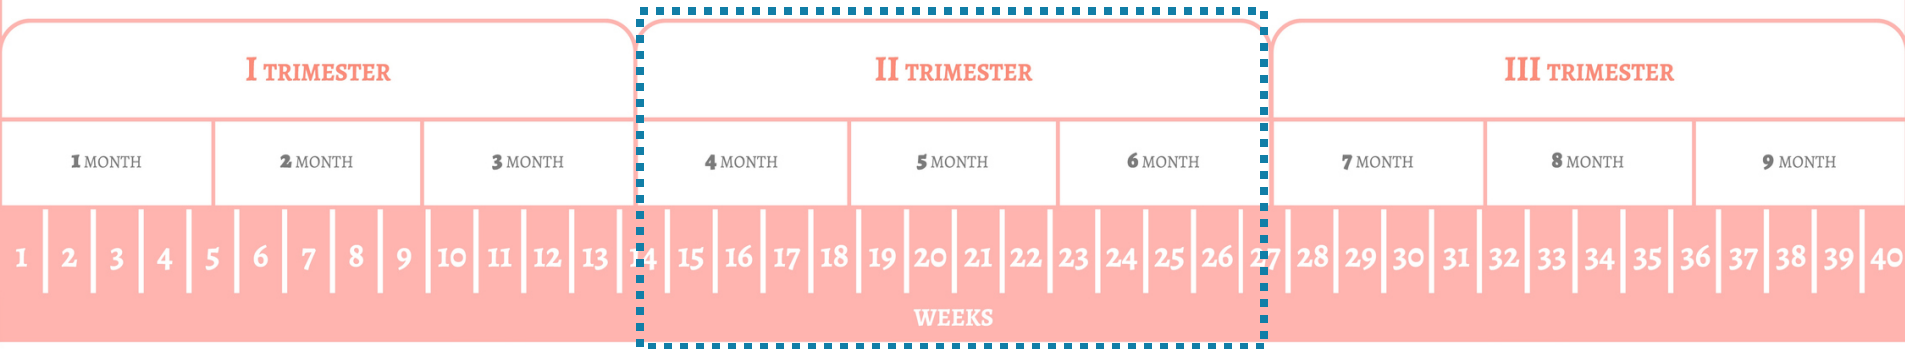 I TRIMESTER II TRIMESTER III TRIMESTER
1 MONTH 2 MONTH 3 MONTH 4 MONTH 5 MONTH 6 MONTH 7 MONTH 8 MONTH 9 MONTH
1 2 3 4 5 6 7 8 9 10 11 12 13 14 15 16 17 18 19 20 21 22 23 24 25 26 27 28 29 30 31 32 33 34 35 36 37 38 39 40
WEEKS